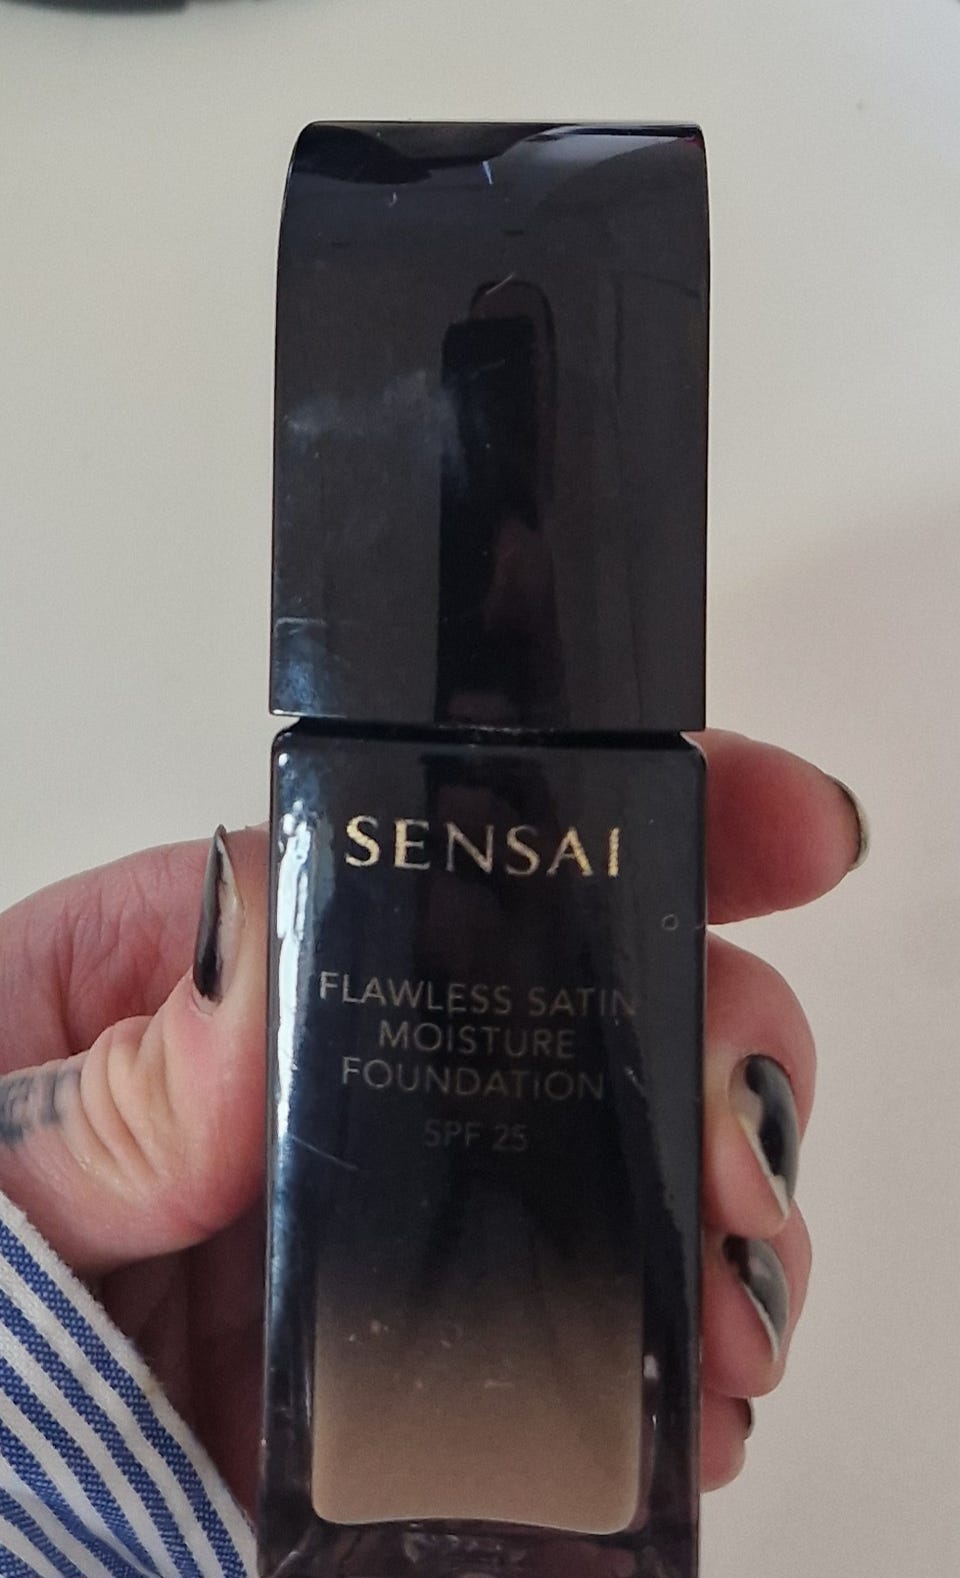 SENSAI
FLAWLESS SATIN
MOISTURE
FOUNDATION
SPF 25